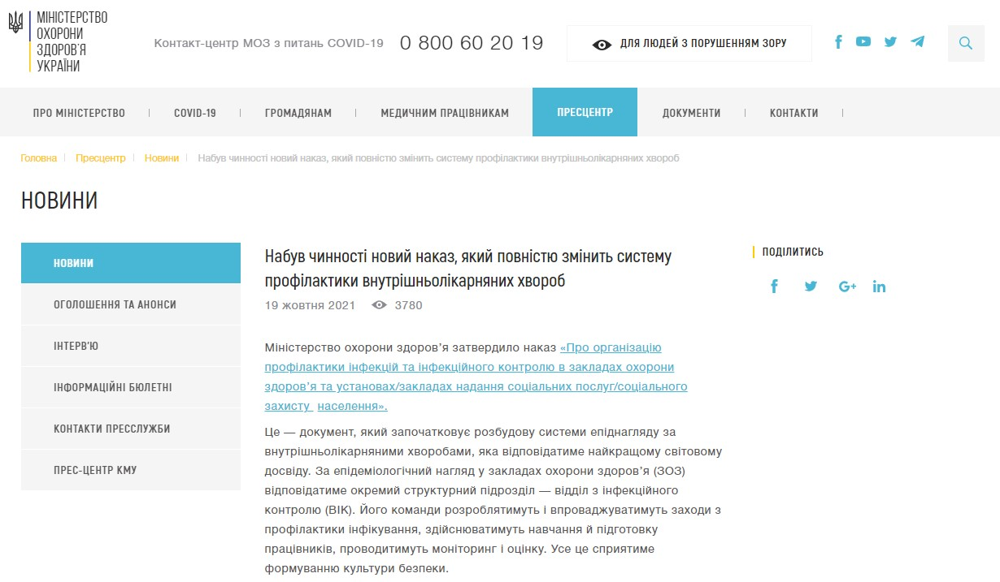 МІНІСТЕРСТВО
ОХОРОНИ
ЗДОРОВ'Я
УКРАЇНИ
Контакт-центр МОЗ з питань COVID-19 0 800 60 20 19
ДЛЯ ЛЮДЕЙ З ПОРУШЕННЯМ ЗОРУ
ПРО МІНІСТЕРСТВО COVID-19 ГРОМАДЯНАМ МЕДИЧНИМ ПРАЦІВНИКАМ ПРЕСЦЕНТР ДОКУМЕНТИ КОНТАКТИ
Головна Пресцентр Новини Набув чинності новий наказ, який повністю змінить систему профілактики внутрішньолікарняних хвороб
НОВИНИ
НОВИНИ
ОГОЛОШЕННЯ ТА АНОНСИ
ІНТЕРВ'Ю
ІНФОРМАЦІЙНІ БЮЛЕТНІ
КОНТАКТИ ПРЕССЛУЖБИ
ПРЕС-ЦЕНТР КМУ
Набув чинності новий наказ, який повністю змінить систему
профілактики внутрішньолікарняних хвороб
19 жовтня 2021 3780
Міністерство охорони здоров’я затвердило наказ «Про організацію
профілактики інфекцій та інфекційного контролю в закладах охорони
здоров’я та установах/закладах надання соціальних послуг/соціального
захисту населення».
Це — документ, який започатковує розбудову системи епіднагляду за
внутрішньолікарняними хворобами, яка відповідатиме найкращому світовому
досвіду. За епідеміологічний нагляд у закладах охорони здоров’я (ЗОЗ)
відповідатиме окремий структурний підрозділ — відділ з інфекційного
контролю (ВІК). Його команди розроблятимуть і впроваджуватимуть заходи з
профілактики інфікування, здійснюватимуть навчання й підготовку
працівників, проводитимуть моніторинг і оцінку. Усе це сприятиме
формуванню культури безпеки.
ПОДІЛИТИСЬ